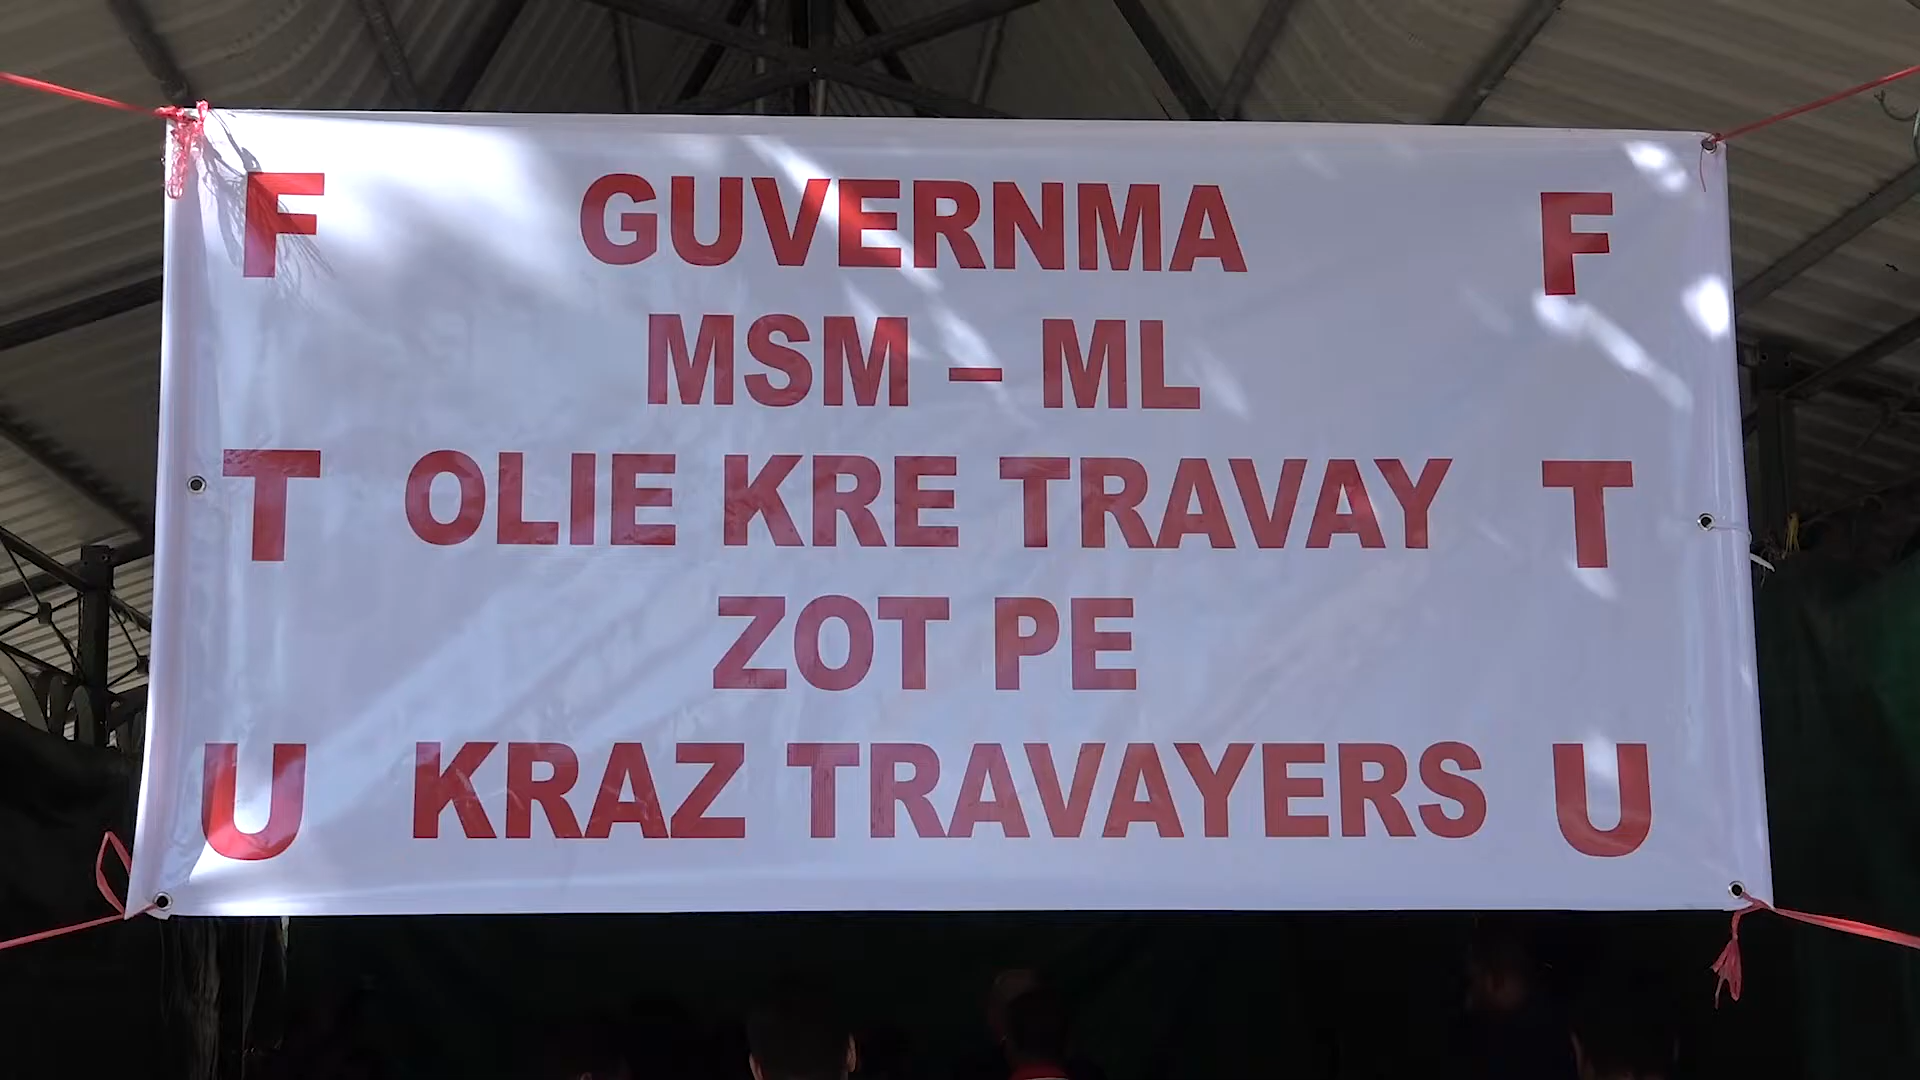 F GUVERNMA F
MSM – ML
T OLIE KRE TRAVAY T
ZOT PE
U KRAZ TRAVAYERS U